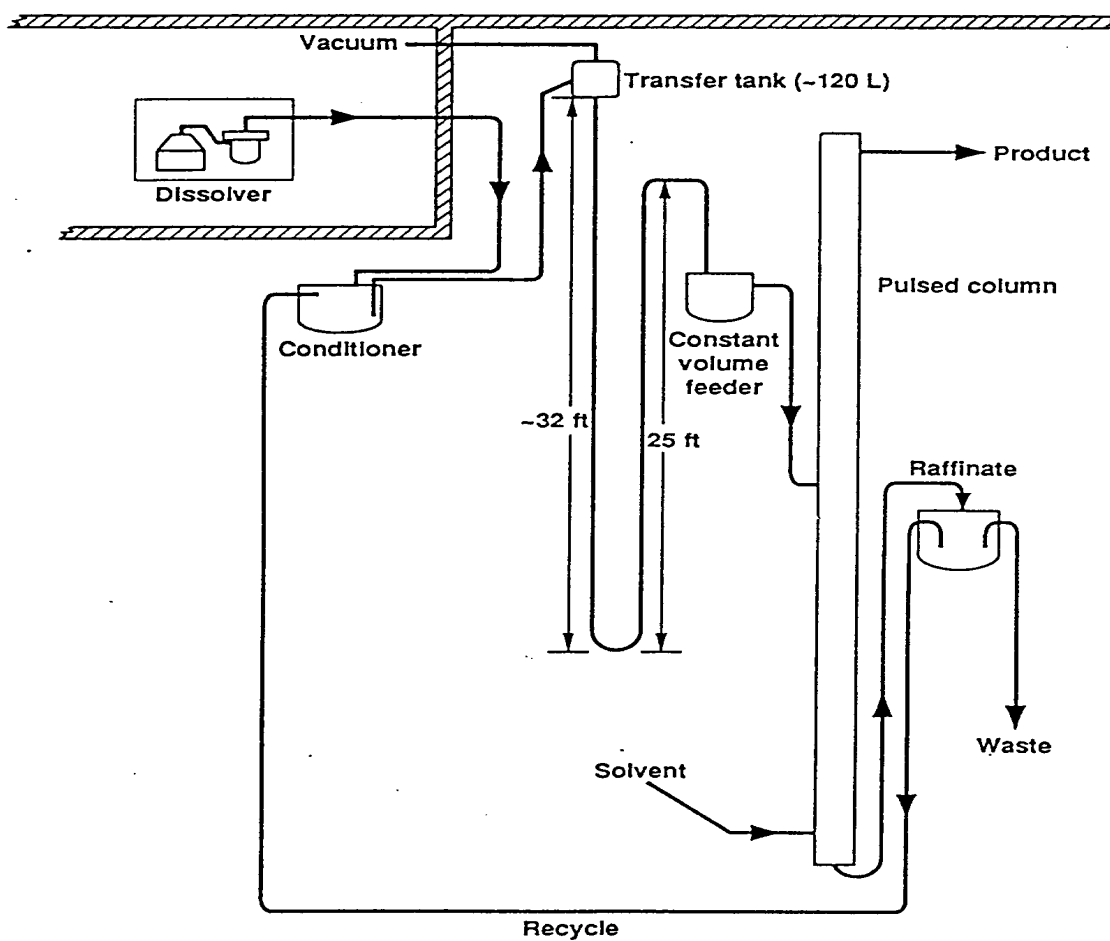 Vacuum
Transfer tank (~120 L)
Dissolver
Product
Pulsed column
Conditioner
Constant
volume
feeder
~32 ft
25 ft
Raffinate
Waste
Solvent
Recycle